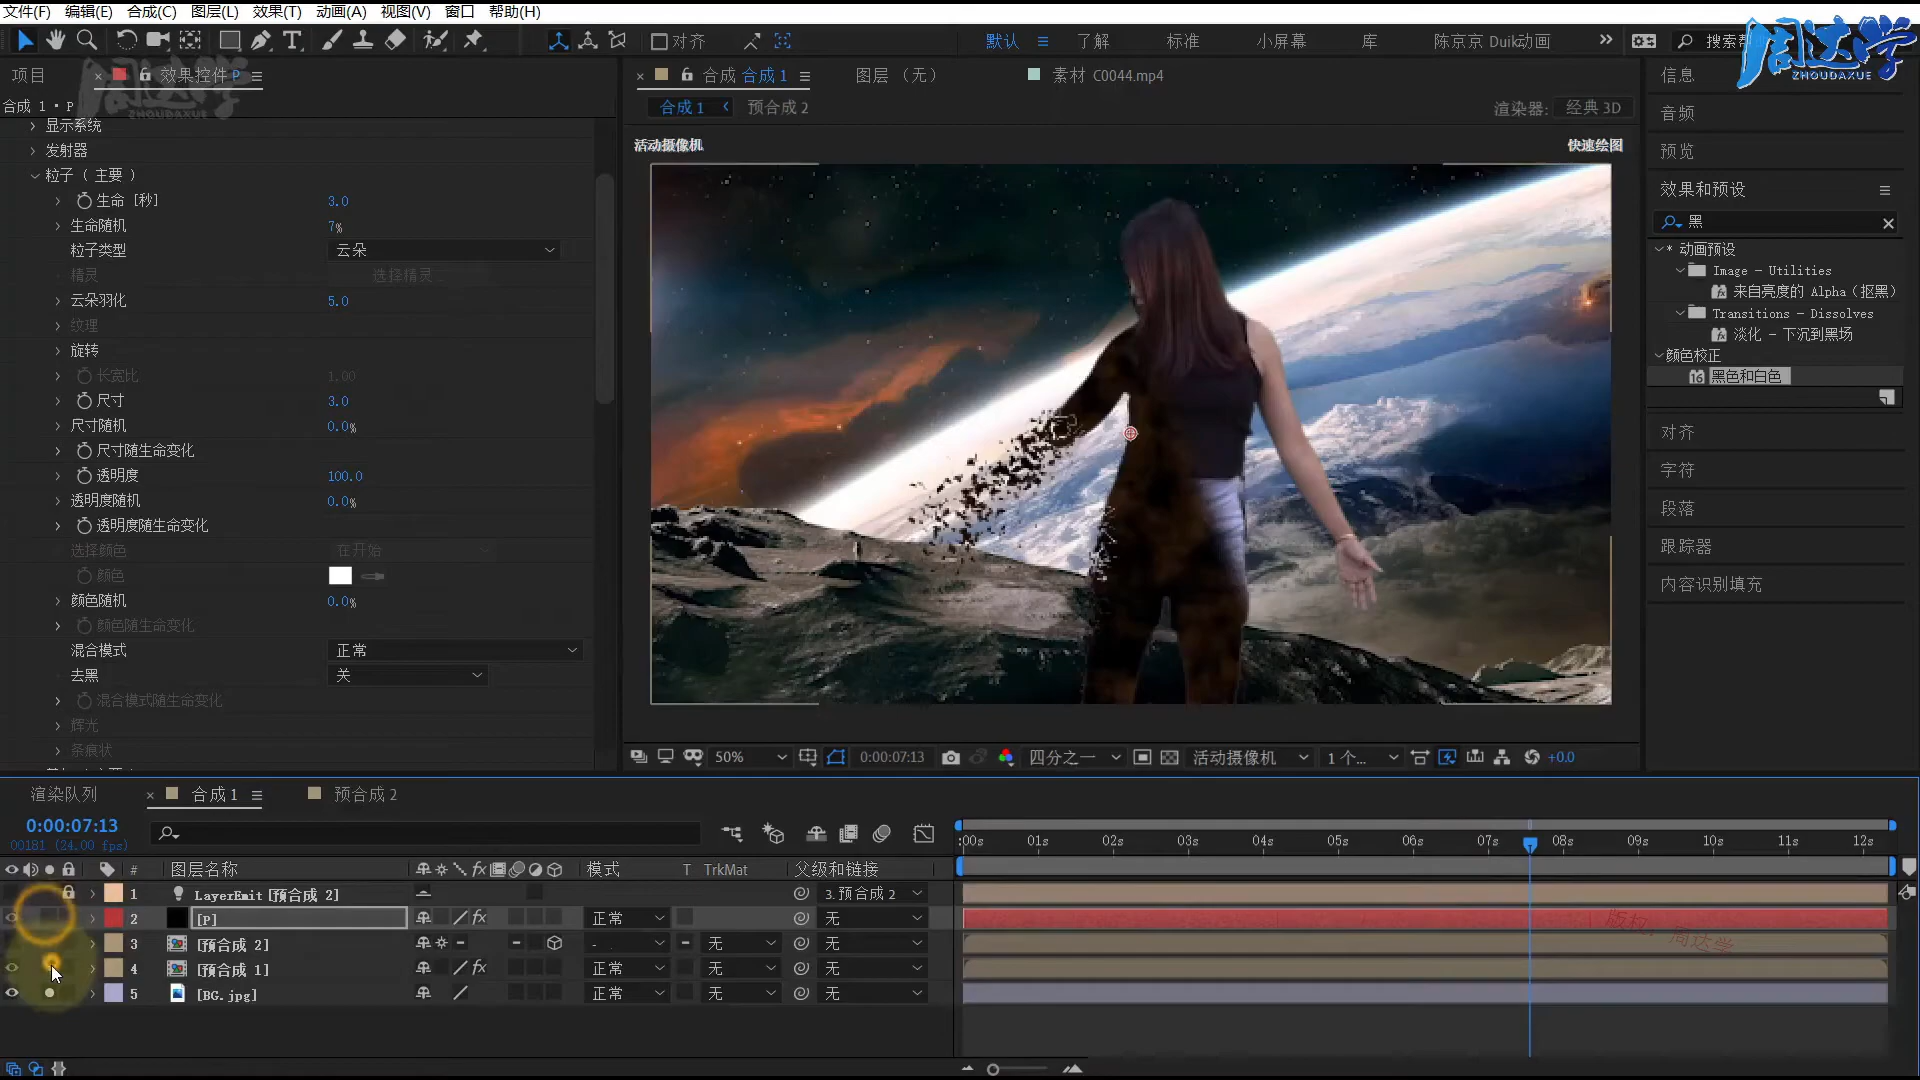 文件(F) 编辑(E) 合成(C) 图层(L) 效果(T) 动画(A) 视图(V) 窗口 帮助(H)
对齐 默认 了解 标准 小屏幕 库 陈京京 Duik动画 搜索帮
周达学
ZHOUDAXUE
项目 效果控件 P
周达学
ZHOUDAXUE
合成 1 • P
显示系统
发射器
粒子 ( 主要 )
生命 [秒] 3.0
生命随机 7%
粒子类型 云朵
精灵 选择精灵...
云朵羽化 5.0
纹理
旋转
长宽比 1.00
尺寸 3.0
尺寸随机 0.0%
尺寸随生命变化
透明度 100.0
透明度随机 0.0%
透明度随生命变化
选择颜色 在开始
颜色
颜色随机 0.0%
颜色随生命变化
混合模式 正常
去黑 关
混合模式随生命变化
辉光
条痕状
合成 合成 1 图层 (无) 素材 C0044.mp4
合成 1 预合成 2 渲染器: 经典 3D
活动摄像机 快速绘图
50% 0:00:07:13 四分之一 活动摄像机 1 个... +0.0
信息
音频
预览
效果和预设
黑
* 动画预设
Image - Utilities
来自亮度的 Alpha (抠黑)
Transitions - Dissolves
淡化 - 下沉到黑场
颜色校正
黑色和白色
对齐
字符
段落
跟踪器
内容识别填充
渲染队列 合成 1 预合成 2
0:00:07:13
00181 (24.00 fps)
# 图层名称 模式 T TrkMat 父级和链接
:00s 01s 02s 03s 04s 05s 06s 07s 08s 09s 10s 11s 12s
1 LayerEmit [预合成 2] 3.预合成 2
2 [P] 正常 无
3 [预合成 2] - 无 无
4 [预合成 1] 正常 无 无
5 [BG.jpg] 正常 无 无
版权: 周达学